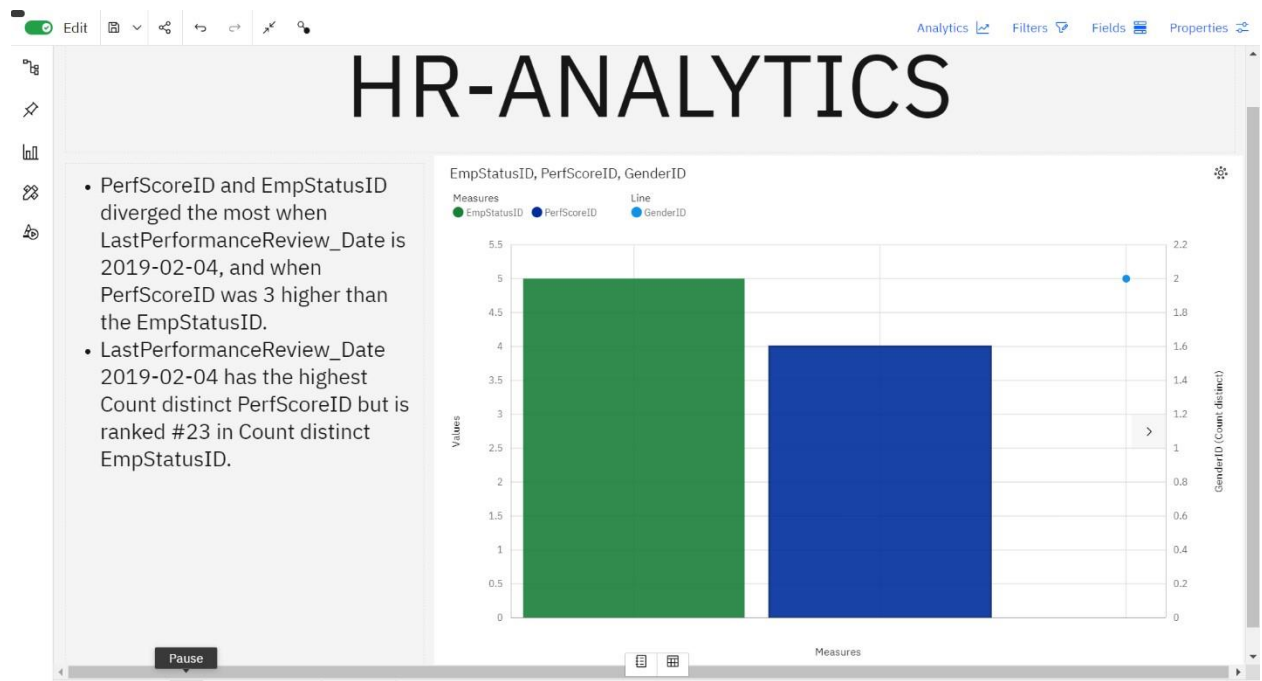 Edit
Analytics
Filters
Fields
Properties
HR-ANALYTICS
• PerfScoreID and EmpStatusID
diverged the most when
LastPerformanceReview_Date is
2019-02-04, and when
PerfScoreID was 3 higher than
the EmpStatusID.
• LastPerformanceReview_Date
2019-02-04 has the highest
Count distinct PerfScoreID but is
ranked #23 in Count distinct
EmpStatusID.
EmpStatusID, PerfScoreID, GenderID
Measures
EmpStatusID PerfScoreID
Line
GenderID
Values
5.5
5
4.5
4
3.5
3
2.5
2
1.5
1
0.5
0
2.2
2
1.8
1.6
1.4
1.2
1
0.8
0.6
0.4
0.2
0
GenderID (Count distinct)
Measures
Pause